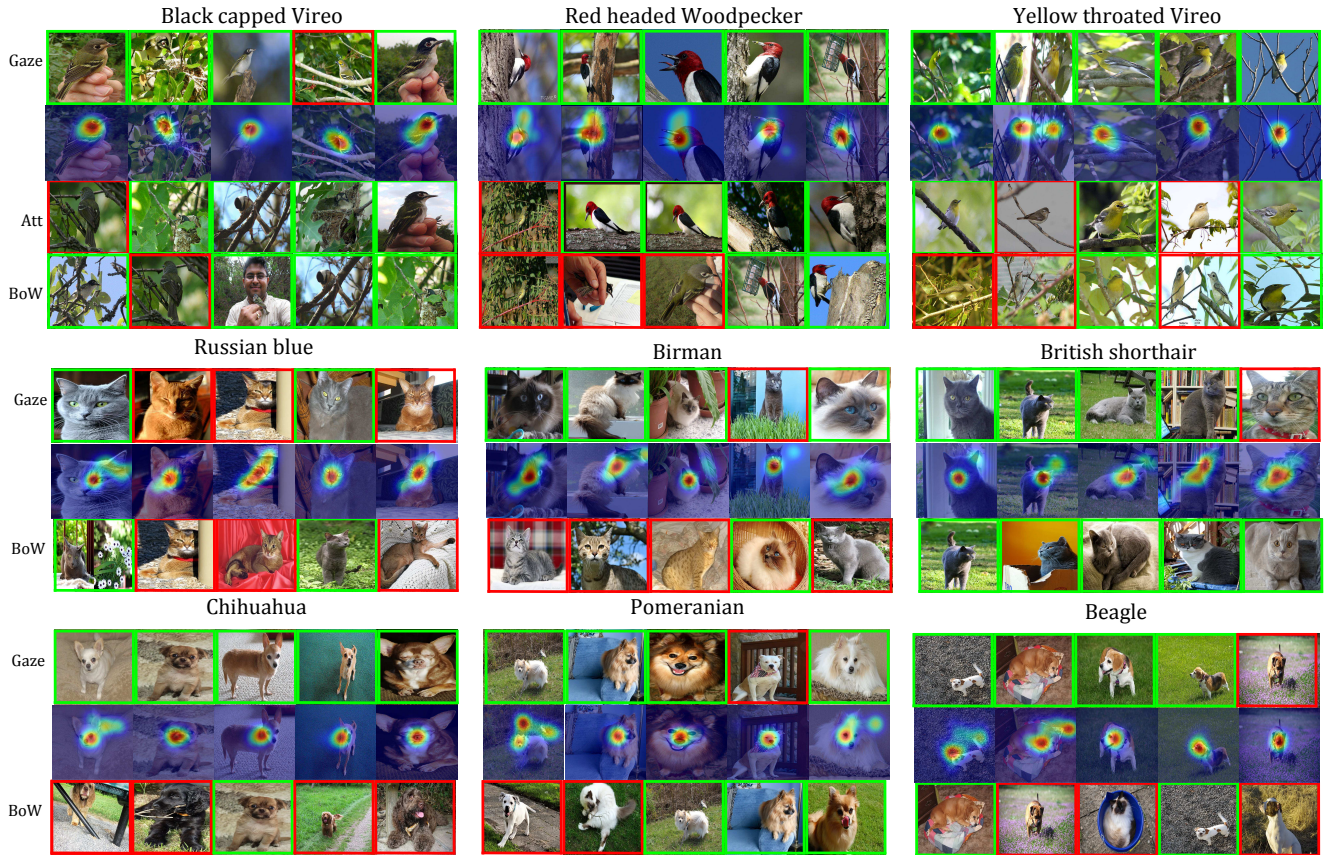 Black capped Vireo
Red headed Woodpecker
Yellow throated Vireo
Gaze
Att
BoW
Russian blue
Birman
British shorthair
Gaze
BoW
Chihuahua
Pomeranian
Beagle
Gaze
BoW